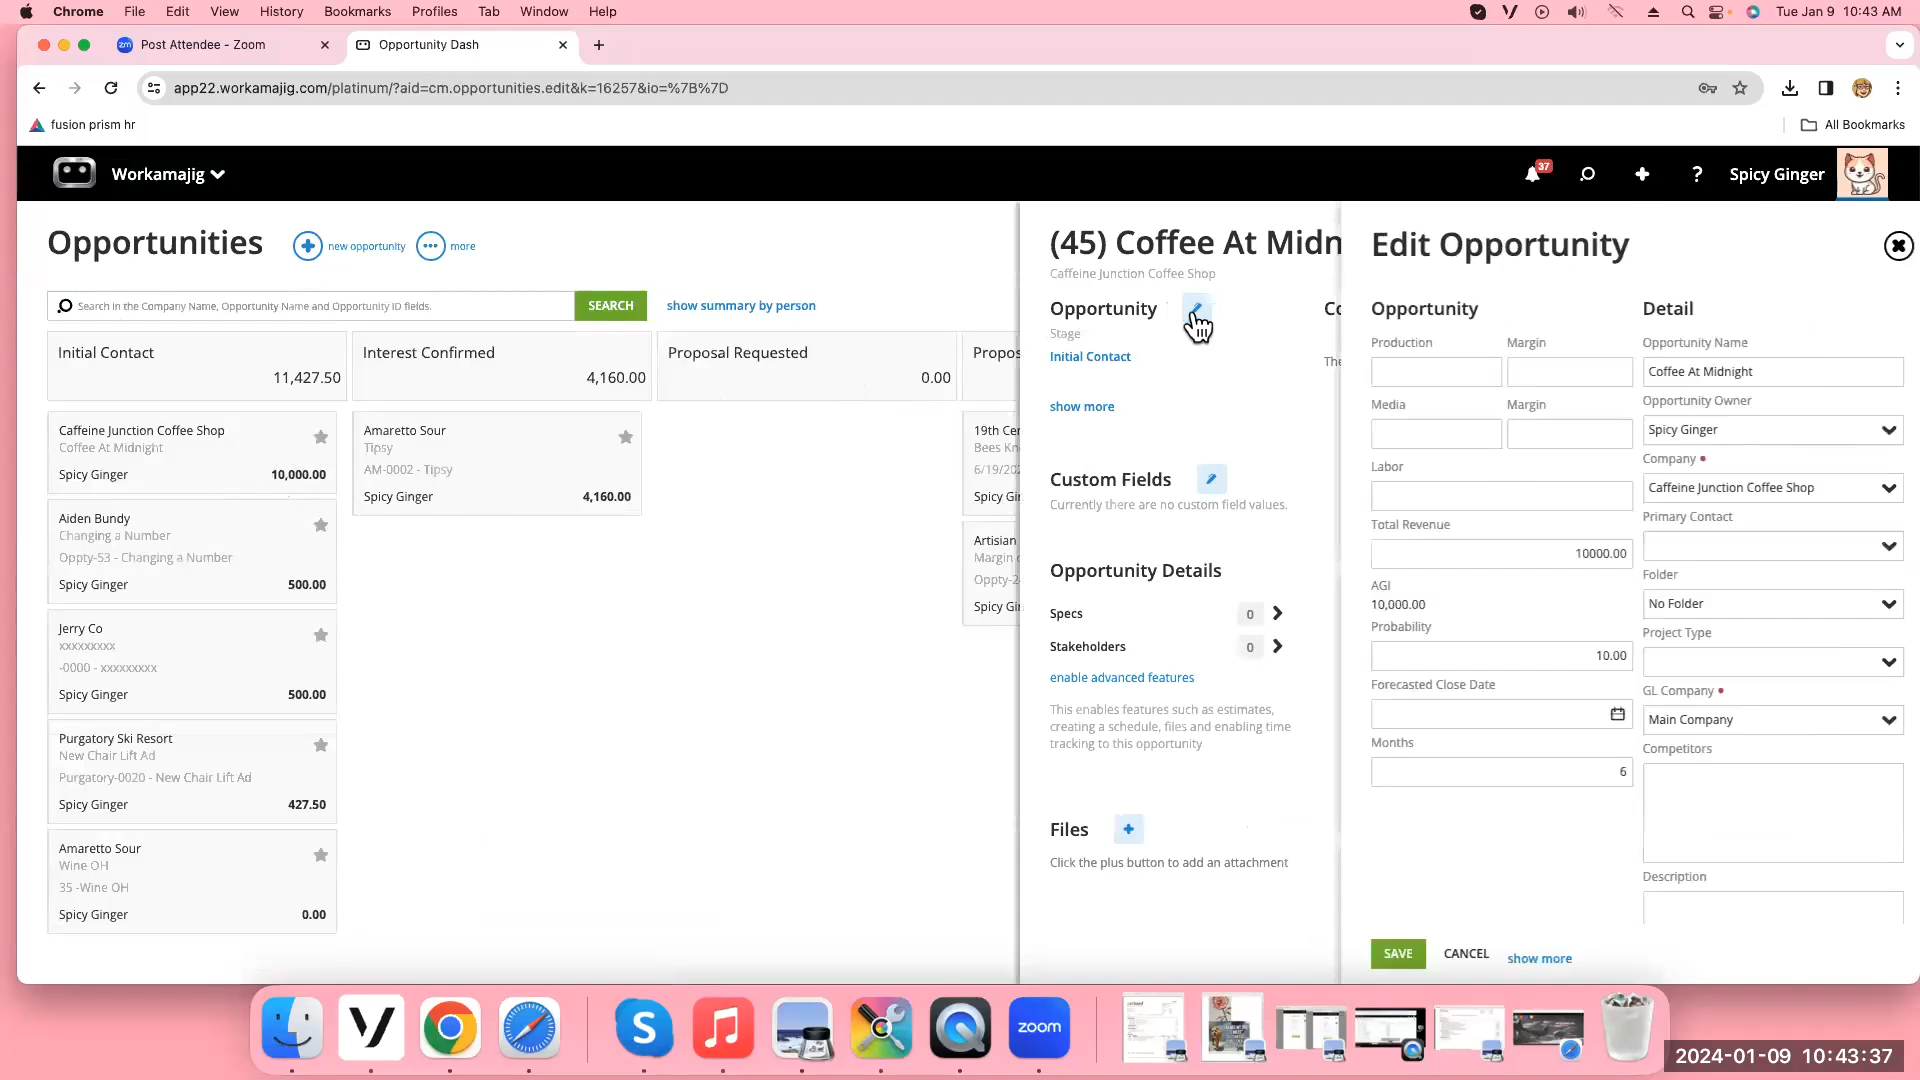 Chrome File Edit View History Bookmarks Profiles Tab Window Help Tue Jan 9 10:43 AM
zm Post Attendee - Zoom Opportunity Dash
app22.workamajig.com/platinum/?aid=cm.opportunities.edit&k=16257&io=%7B%7D
fusion prism hr All Bookmarks
Workamajig 37 ? Spicy Ginger
Opportunities new opportunity more
Search in the Company Name, Opportunity Name and Opportunity ID fields. SEARCH show summary by person
Initial Contact
11,427.50
Interest Confirmed
4,160.00
Proposal Requested
0.00
Propos
Caffeine Junction Coffee Shop
Coffee At Midnight
Spicy Ginger 10,000.00
Aiden Bundy
Changing a Number
Oppty-53 - Changing a Number
Spicy Ginger 500.00
Jerry Co
xxxxxxxxx
-0000 - xxxxxxxxx
Spicy Ginger 500.00
Purgatory Ski Resort
New Chair Lift Ad
Purgatory-0020 - New Chair Lift Ad
Spicy Ginger 427.50
Amaretto Sour
Wine OH
35 -Wine OH
Spicy Ginger 0.00
Amaretto Sour
Tipsy
AM-0002 - Tipsy
Spicy Ginger 4,160.00
19th Cer
Bees Kn
6/19/202
Spicy Gin
Artisian
Margin o
Oppty-2
Spicy Gin
(45) Coffee At Midn
Caffeine Junction Coffee Shop
Opportunity
Stage
Initial Contact
show more
Co
The
Custom Fields
Currently there are no custom field values.
Opportunity Details
Specs 0
Stakeholders 0
enable advanced features
This enables features such as estimates,
creating a schedule, files and enabling time
tracking to this opportunity
Files
Click the plus button to add an attachment
Edit Opportunity
Opportunity
Production Margin
Media Margin
Labor
Total Revenue
10000.00
AGI
10,000.00
Probability
10.00
Forecasted Close Date
Months
6
Detail
Opportunity Name
Coffee At Midnight
Opportunity Owner
Spicy Ginger
Company
Caffeine Junction Coffee Shop
Primary Contact
Folder
No Folder
Project Type
GL Company
Main Company
Competitors
Description
SAVE CANCEL show more
zoom
2024-01-09 10:43:37